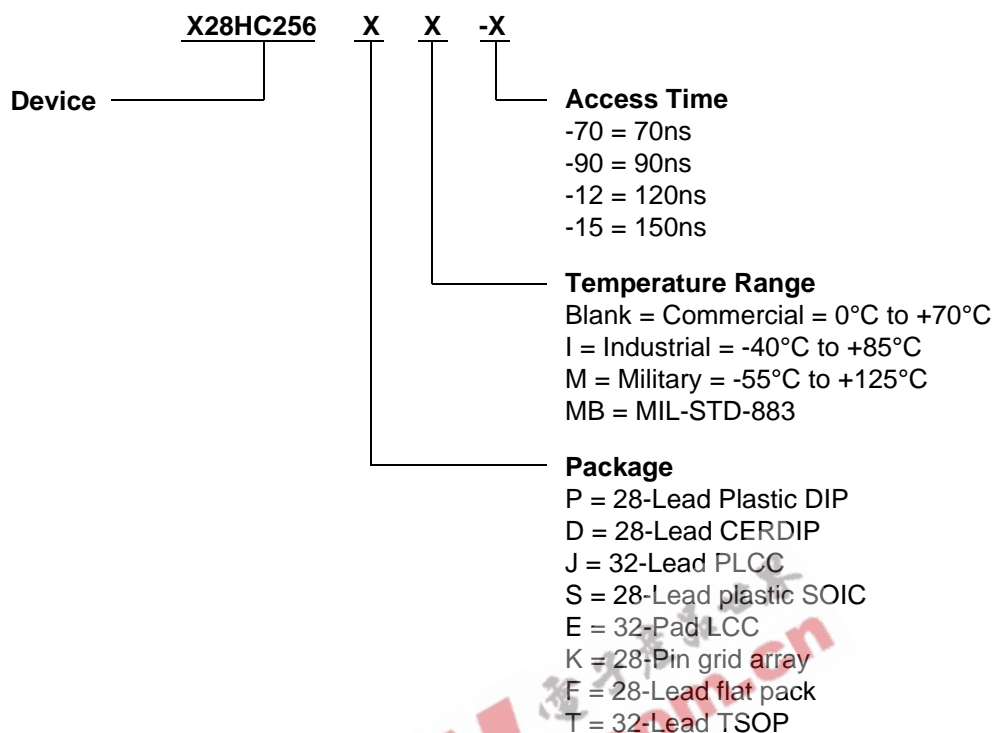 X28HC256 X X -X
Device
Access Time
-70 = 70ns
-90 = 90ns
-12 = 120ns
-15 = 150ns
Temperature Range
Blank = Commercial = 0°C to +70°C
I = Industrial = -40°C to +85°C
M = Military = -55°C to +125°C
MB = MIL-STD-883
Package
P = 28-Lead Plastic DIP
D = 28-Lead CERDIP
J = 32-Lead PLCC
S = 28-Lead plastic SOIC
E = 32-Pad LCC
K = 28-Pin grid array
F = 28-Lead flat pack
T = 32-Lead TSOP